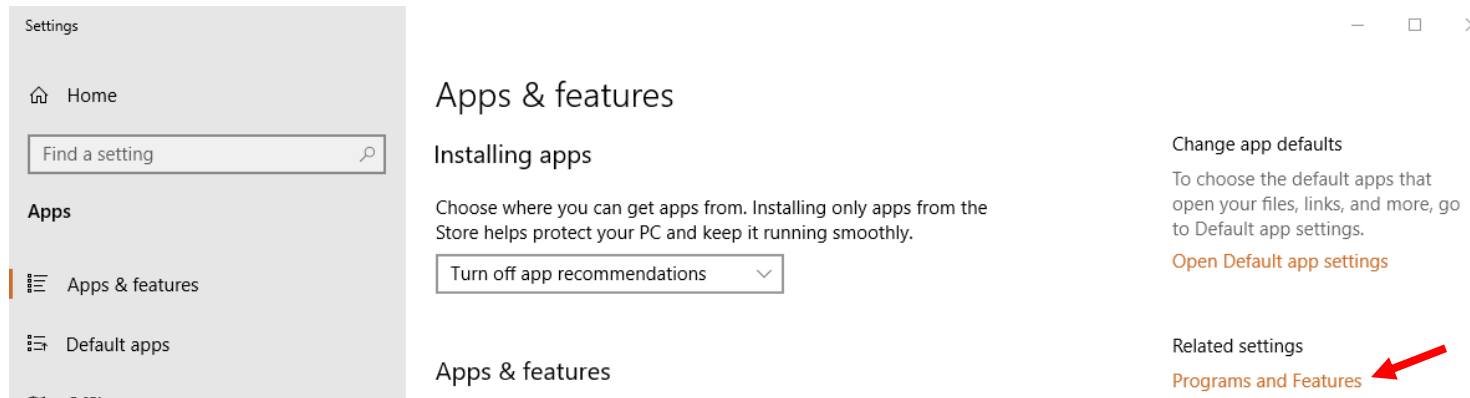 Settings
Home
Find a setting
Apps
Apps & features
Default apps
Apps & features
Installing apps
Choose where you can get apps from. Installing only apps from the
Store helps protect your PC and keep it running smoothly.
Turn off app recommendations
Apps & features
Change app defaults
To choose the default apps that
open your files, links, and more, go
to Default app settings.
Open Default app settings
Related settings
Programs and Features